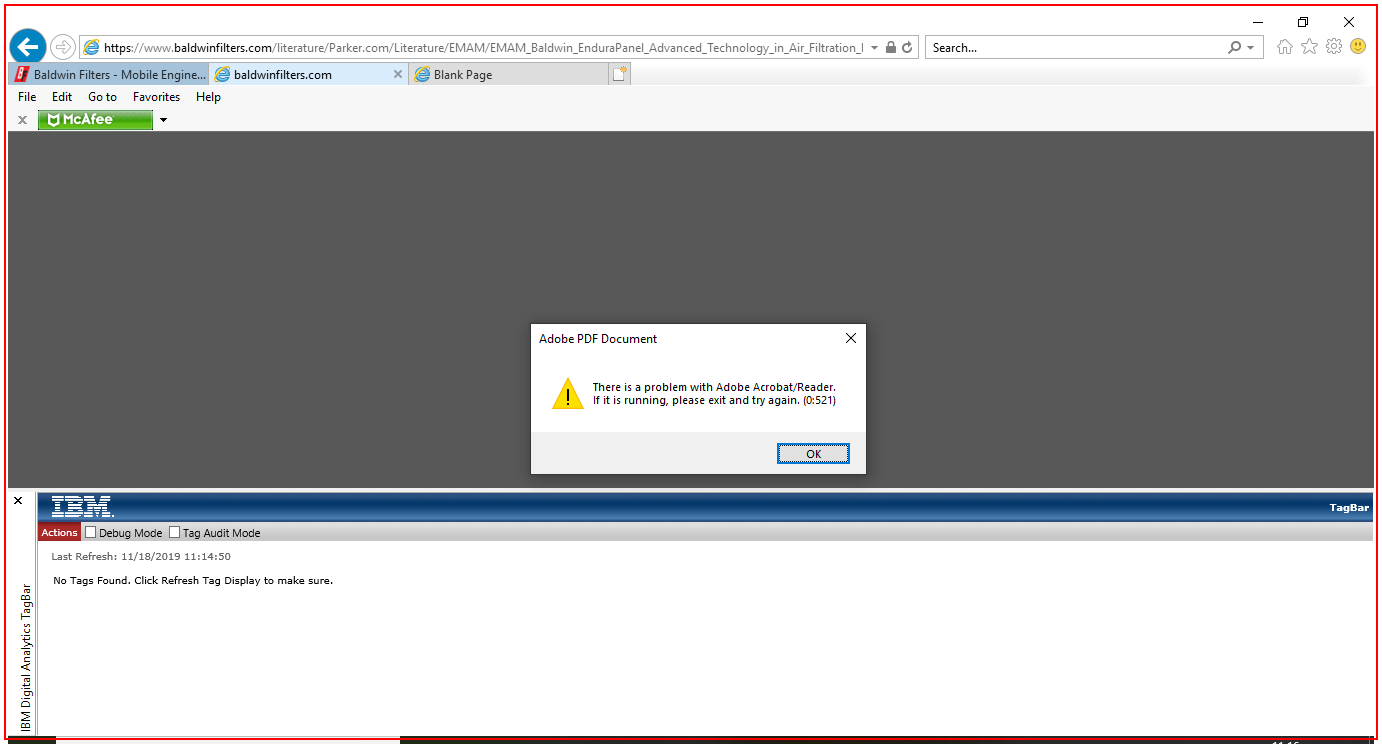 https://www.baldwinfilters.com/literature/Parker.com/Literature/EMAM/EMAM_Baldwin_EnduraPanel_Advanced_Technology_in_Air_Filtration_
Search...
Baldwin Filters - Mobile Engine...
baldwinfilters.com
Blank Page
File Edit Go to Favorites Help
McAfee
Adobe PDF Document
There is a problem with Adobe Acrobat/Reader.
If it is running, please exit and try again. (0:521)
OK
IBM.
TagBar
Actions Debug Mode Tag Audit Mode
Last Refresh: 11/18/2019 11:14:50
No Tags Found. Click Refresh Tag Display to make sure.
IBM Digital Analytics TagBar